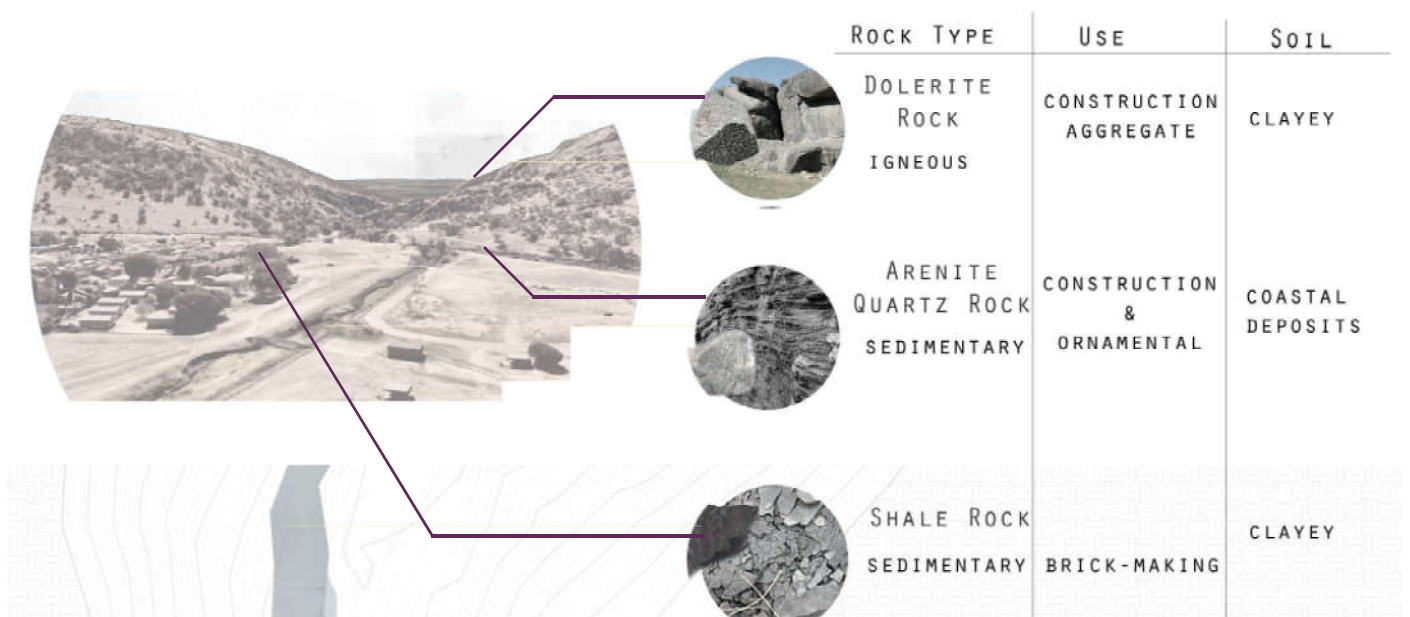 Rock Type Use Soil
Dolerite
Rock
igneous
construction
aggregate
clayey
Arenite
Quartz Rock
sedimentary
construction
&
ornamental
coastal
deposits
Shale Rock
sedimentary
brick-making
clayey